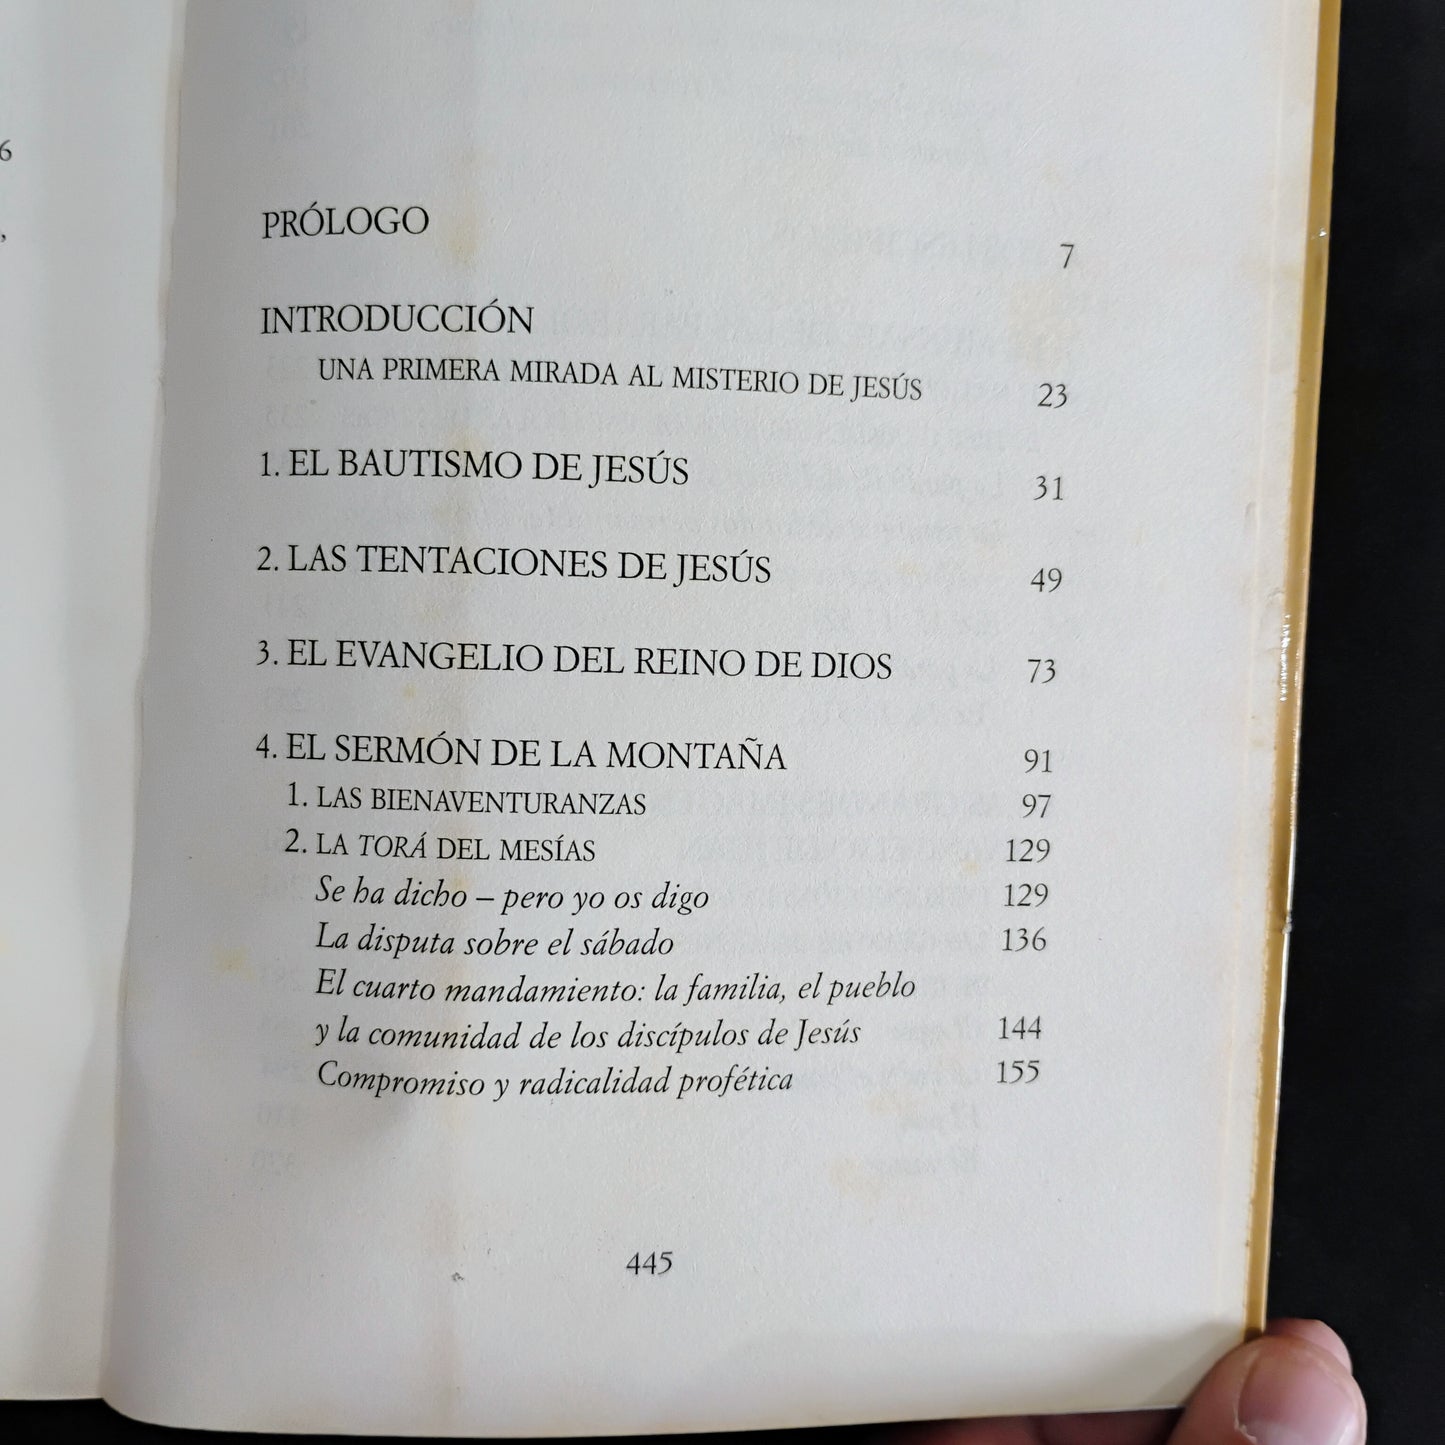 6
,
PRÓLOGO 7
INTRODUCCIÓN
UNA PRIMERA MIRADA AL MISTERIO DE JESÚS 23
1. EL BAUTISMO DE JESÚS 31
2. LAS TENTACIONES DE JESÚS 49
3. EL EVANGELIO DEL REINO DE DIOS 73
4. EL SERMÓN DE LA MONTAÑA 91
1. LAS BIENAVENTURANZAS 97
2. LA TORÁ DEL MESÍAS 129
Se ha dicho – pero yo os digo 129
La disputa sobre el sábado 136
El cuarto mandamiento: la familia, el pueblo
y la comunidad de los discípulos de Jesús 144
Compromiso y radicalidad profética 155
445